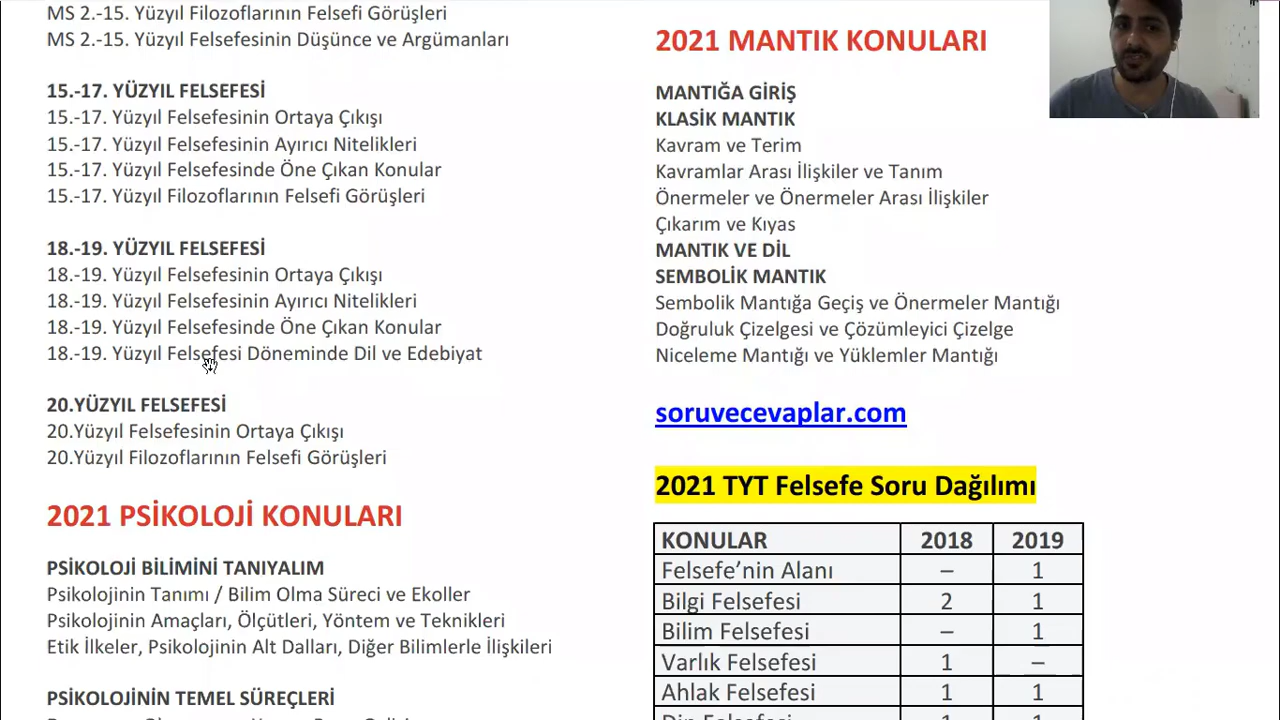 MS 2.-15. Yüzyıl Filozoflarının Felsefi Görüşleri
MS 2.-15. Yüzyıl Felsefesinin Düşünce ve Argümanları
15.-17. YÜZYIL FELSEFESİ
15.-17. Yüzyıl Felsefesinin Ortaya Çıkışı
15.-17. Yüzyıl Felsefesinin Ayırıcı Nitelikleri
15.-17. Yüzyıl Felsefesinde Öne Çıkan Konular
15.-17. Yüzyıl Filozoflarının Felsefi Görüşleri
18.-19. YÜZYIL FELSEFESİ
18.-19. Yüzyıl Felsefesinin Ortaya Çıkışı
18.-19. Yüzyıl Felsefesinin Ayırıcı Nitelikleri
18.-19. Yüzyıl Felsefesinde Öne Çıkan Konular
18.-19. Yüzyıl Felsefesi Döneminde Dil ve Edebiyat
20.YÜZYIL FELSEFESİ
20.Yüzyıl Felsefesinin Ortaya Çıkışı
20.Yüzyıl Filozoflarının Felsefi Görüşleri
2021 PSİKOLOJİ KONULARI
PSİKOLOJİ BİLİMİNİ TANIYALIM
Psikolojinin Tanımı / Bilim Olma Süreci ve Ekoller
Psikolojinin Amaçları, Ölçütleri, Yöntem ve Teknikleri
Etik İlkeler, Psikolojinin Alt Dalları, Diğer Bilimlerle İlişkileri
PSİKOLOJİNİN TEMEL SÜREÇLERİ
2021 MANTIK KONULARI
MANTIĞA GİRİŞ
KLASİK MANTIK
Kavram ve Terim
Kavramlar Arası İlişkiler ve Tanım
Önermeler ve Önermeler Arası İlişkiler
Çıkarım ve Kıyas
MANTIK VE DİL
SEMBOLİK MANTIK
Sembolik Mantığa Geçiş ve Önermeler Mantığı
Doğruluk Çizelgesi ve Çözümleyici Çizelge
Niceleme Mantığı ve Yüklemler Mantığı
soruvecevaplar.com
2021 TYT Felsefe Soru Dağılımı
KONULAR 2018 2019
Felsefe’nin Alanı – 1
Bilgi Felsefesi 2 1
Bilim Felsefesi – 1
Varlık Felsefesi 1 –
Ahlak Felsefesi 1 1
Din Felsefesi 1 1